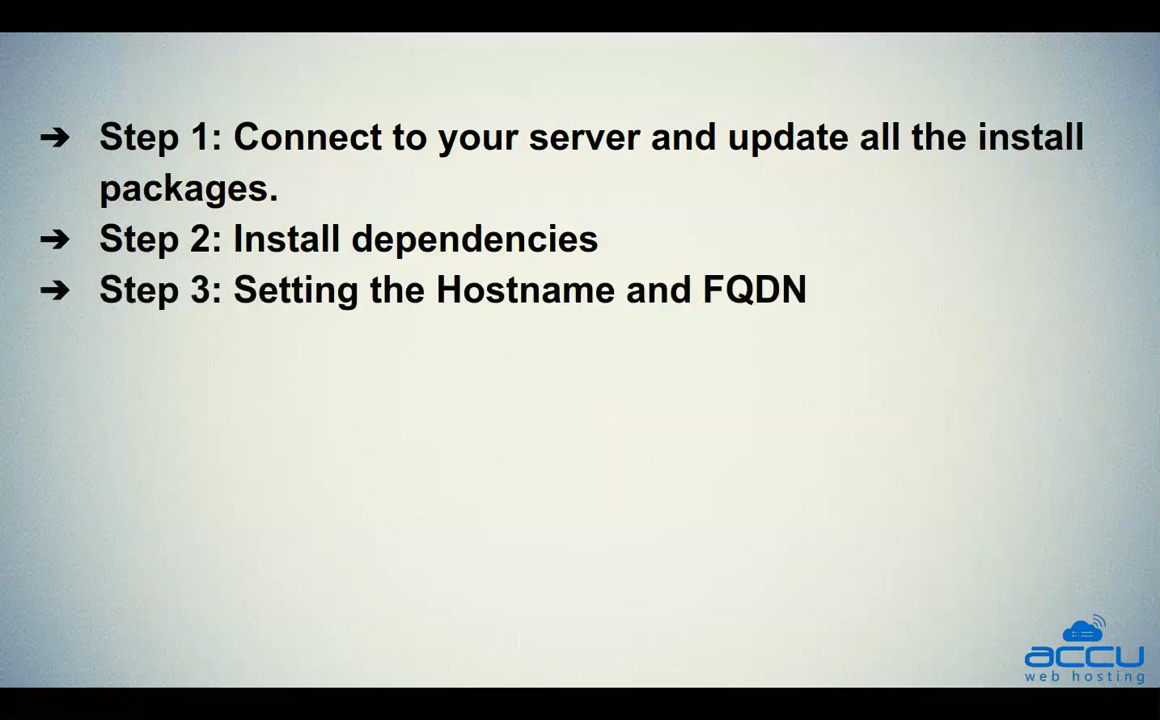 ➔ Step 1: Connect to your server and update all the install
packages.
➔ Step 2: Install dependencies
➔ Step 3: Setting the Hostname and FQDN
accu
web hosting